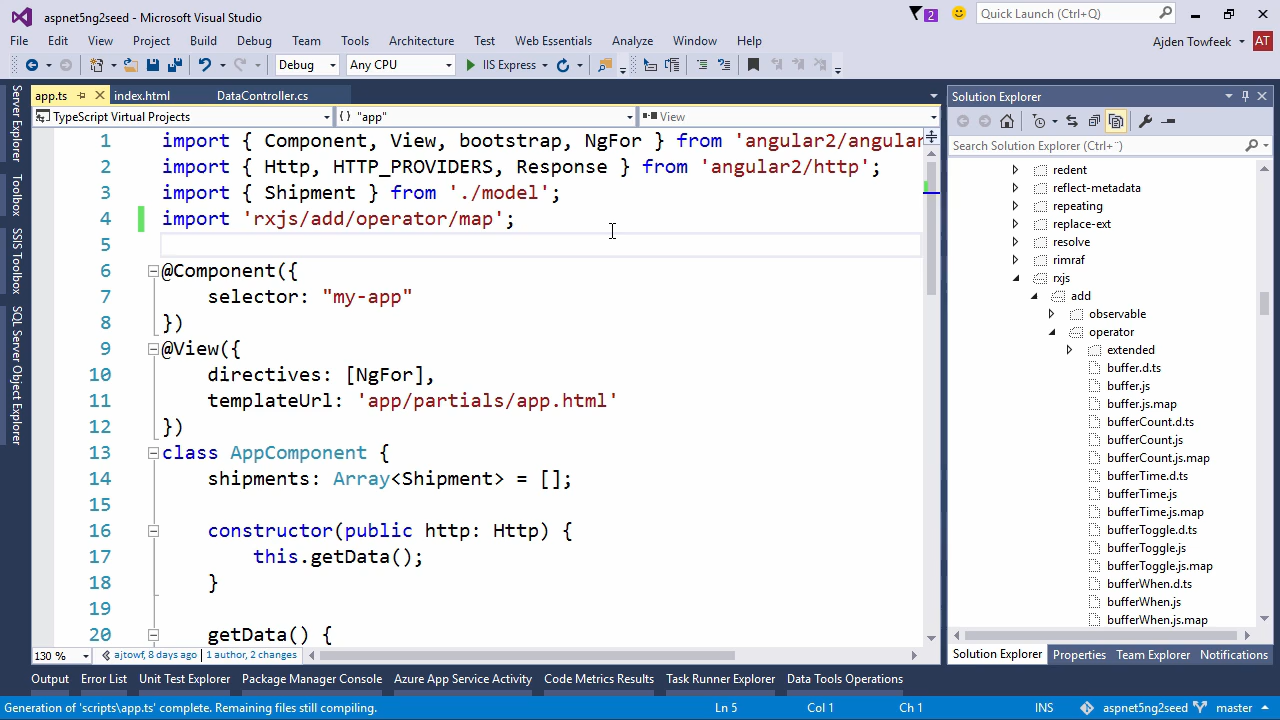 aspnet5ng2seed - Microsoft Visual Studio
2
Quick Launch (Ctrl+Q)
File Edit View Project Build Debug Team Tools Architecture Test Web Essentials Analyze Window Help
Ajden Towfeek
AT
Debug
Any CPU
IIS Express
app.ts
index.html
DataController.cs
TypeScript Virtual Projects
{} "app"
View
1 import { Component, View, bootstrap, NgFor } from 'angular2/angular
2 import { Http, HTTP_PROVIDERS, Response } from 'angular2/http';
3 import { Shipment } from './model';
4 import 'rxjs/add/operator/map';
5
6 @Component({
7 selector: "my-app"
8 })
9 @View({
10 directives: [NgFor],
11 templateUrl: 'app/partials/app.html'
12 })
13 class AppComponent {
14 shipments: Array<Shipment> = [];
15
16 constructor(public http: Http) {
17 this.getData();
18 }
19
20 getData() {
130 %
ajtowf, 8 days ago | 1 author, 2 changes
Server Explorer
Toolbox
SSIS Toolbox
SQL Server Object Explorer
Solution Explorer
Search Solution Explorer (Ctrl+¨)
redent
reflect-metadata
repeating
replace-ext
resolve
rimraf
rxjs
add
observable
operator
extended
buffer.d.ts
buffer.js
buffer.js.map
bufferCount.d.ts
bufferCount.js
bufferCount.js.map
bufferTime.d.ts
bufferTime.js
bufferTime.js.map
bufferToggle.d.ts
bufferToggle.js
bufferToggle.js.map
bufferWhen.d.ts
bufferWhen.js
bufferWhen.js.map
Solution Explorer Properties Team Explorer Notifications
Output Error List Unit Test Explorer Package Manager Console Azure App Service Activity Code Metrics Results Task Runner Explorer Data Tools Operations
Generation of 'scripts\app.ts' complete. Remaining files still compiling.
Ln 5
Col 1
Ch 1
INS
aspnet5ng2seed
master